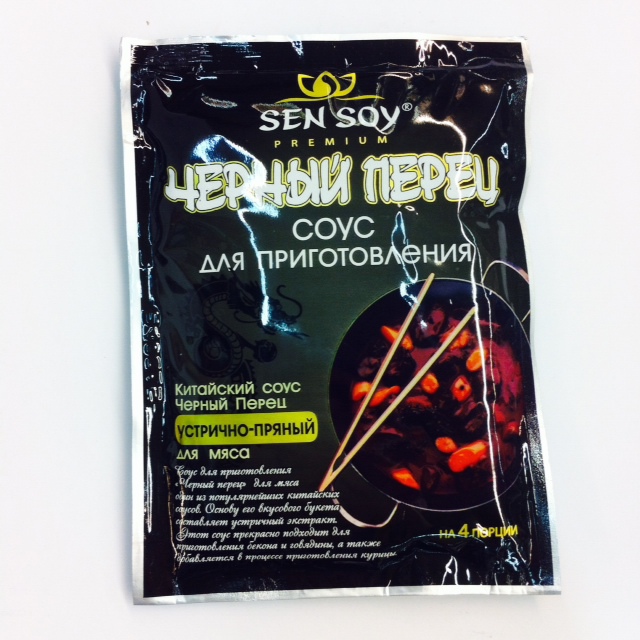 SEN SOY®
PREMIUM
ЧЕРНЫЙ ПЕРЕЦ
СОУС
ДЛЯ ПРИГОТОВЛЕНИЯ
Китайский соус
Черный Перец
УСТРИЧНО-ПРЯНЫЙ
для мяса
Соус для приготовления
«Черный перец» для мяса
один из популярнейших китайских
соусов. Основу его вкусового букета
составляет устричный экстракт.
Этот соус прекрасно подходит для
приготовления бекона и говядины, а также
добавляется в процессе приготовления курицы.
НА 4 ПОРЦИИ